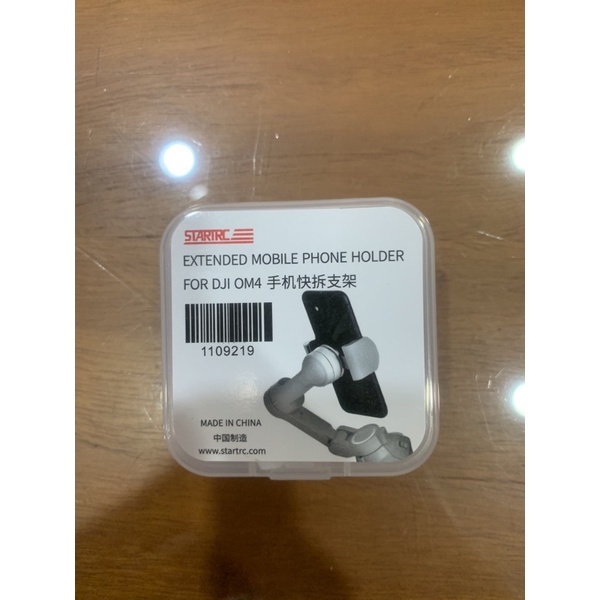 STARTRC
EXTENDED MOBILE PHONE HOLDER
FOR DJI OM4 手机快拆支架
1109219
MADE IN CHINA
中国制造
www.startrc.com